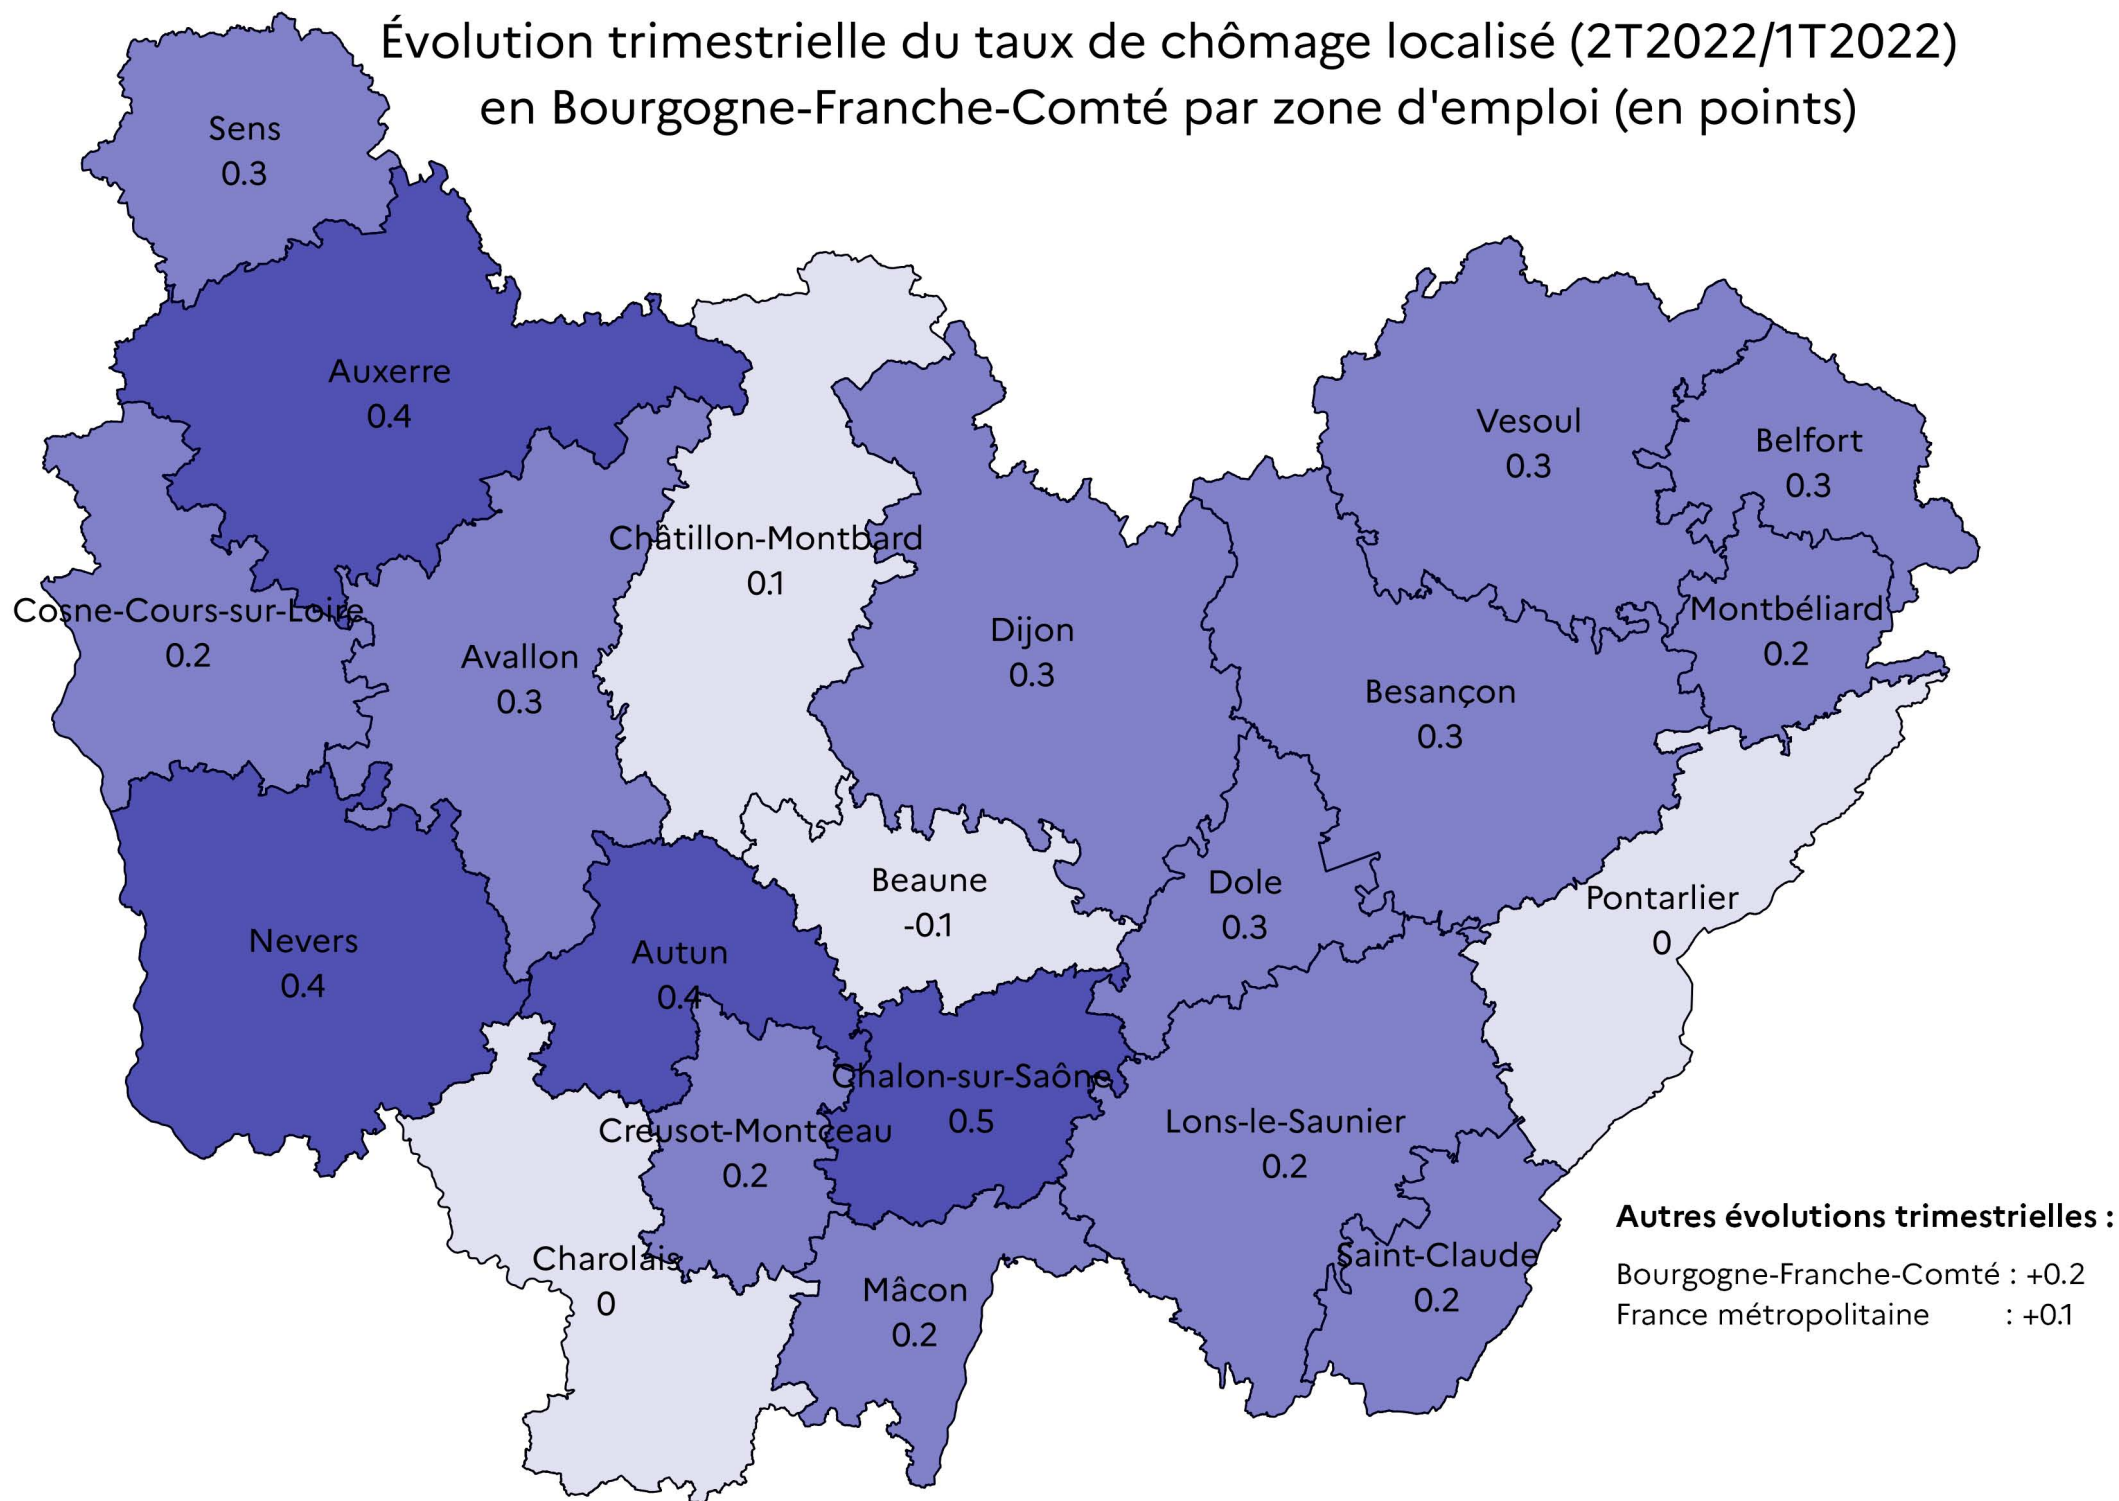 Évolution trimestrielle du taux de chômage localisé (2T2022/1T2022)
en Bourgogne-Franche-Comté par zone d'emploi (en points)
Sens
0.3
Auxerre
0.4
Vesoul
0.3
Belfort
0.3
Châtillon-Montbard
0.1
Cosne-Cours-sur-Loire
0.2
Montbéliard
0.2
Dijon
0.3
Avallon
0.3
Besançon
0.3
Beaune
-0.1
Dole
0.3
Pontarlier
0
Nevers
0.4
Autun
0.4
Chalon-sur-Saône
0.5
Creusot-Montceau
0.2
Lons-le-Saunier
0.2
Charolais
0
Mâcon
0.2
Saint-Claude
0.2
Autres évolutions trimestrielles :
Bourgogne-Franche-Comté : +0.2
France métropolitaine : +0.1